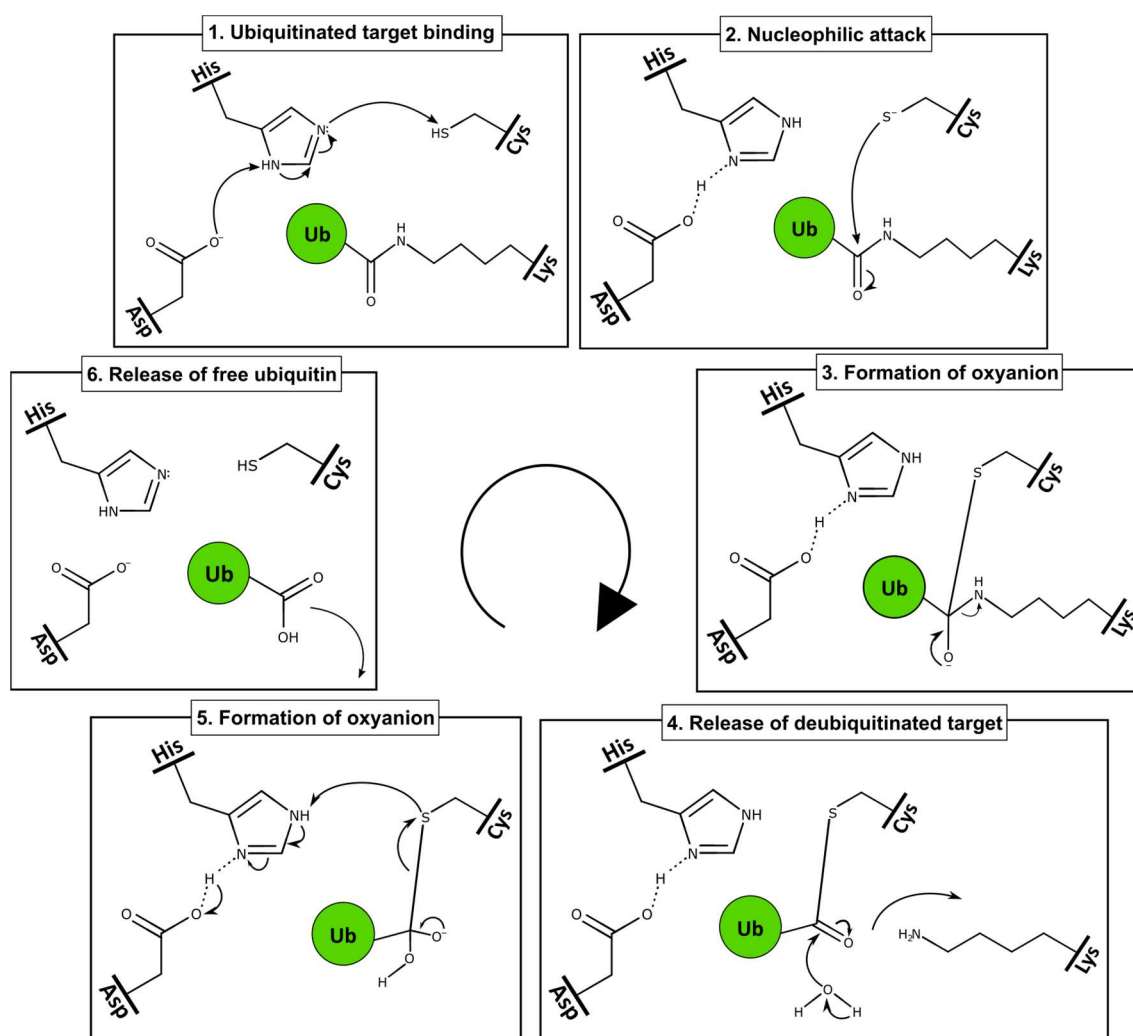 1. Ubiquitinated target binding
His
N:
HS
Cys
HN
O
O⁻
Ub
H
N
O
Asp
Lys
2. Nucleophilic attack
His
NH
S⁻
Cys
N
H
O
O
Ub
H
N
O
Asp
Lys
3. Formation of oxyanion
His
NH
S
Cys
N
H
O
O
Ub
H
N
O⁻
Asp
Lys
4. Release of deubiquitinated target
His
NH
S
Cys
N
H
O
O
Ub
O
H₂N
O
H
H
Asp
Lys
5. Formation of oxyanion
His
NH
S
Cys
N
H
O
O
Ub
O⁻
O
H
Asp
6. Release of free ubiquitin
His
N:
HS
Cys
HN
O
O⁻
Ub
O
OH
Asp